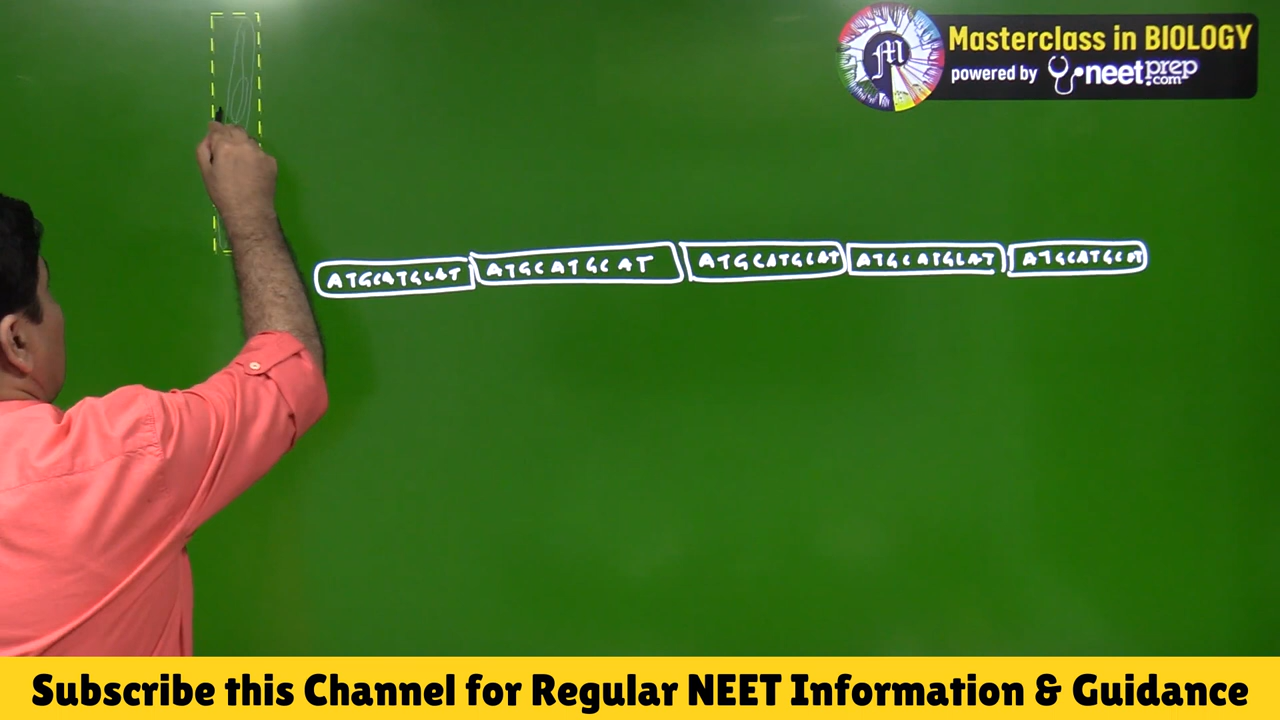 Masterclass in BIOLOGY
powered by neetprep.com
M
ATGCATGCAT ATGCATGCAT ATGCATGCAT ATGCATGCAT ATGCATGCAT
Subscribe this Channel for Regular NEET Information & Guidance